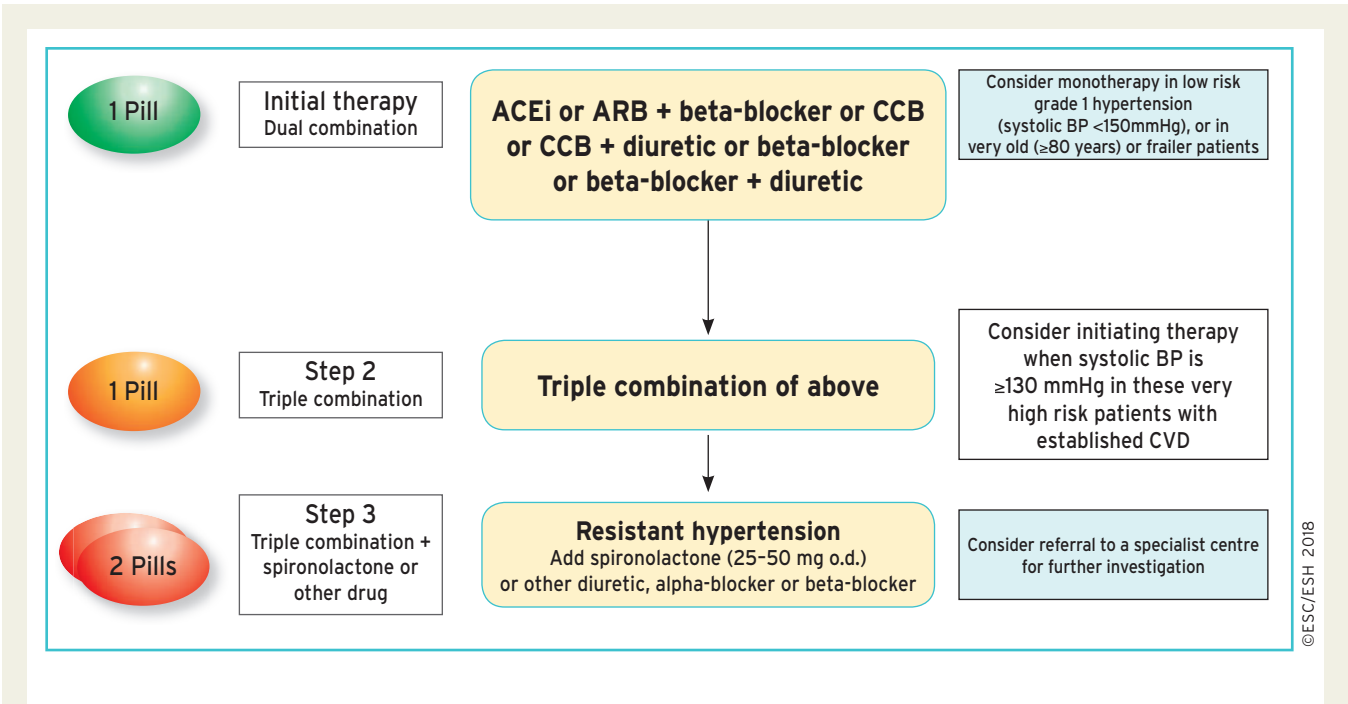 1 Pill
Initial therapy
Dual combination
ACEi or ARB + beta-blocker or CCB
or CCB + diuretic or beta-blocker
or beta-blocker + diuretic
Consider monotherapy in low risk
grade 1 hypertension
(systolic BP <150mmHg), or in
very old (≥80 years) or frailer patients
1 Pill
Step 2
Triple combination
Triple combination of above
Consider initiating therapy
when systolic BP is
≥130 mmHg in these very
high risk patients with
established CVD
2 Pills
Step 3
Triple combination +
spironolactone or
other drug
Resistant hypertension
Add spironolactone (25–50 mg o.d.)
or other diuretic, alpha-blocker or beta-blocker
Consider referral to a specialist centre
for further investigation
©ESC/ESH 2018